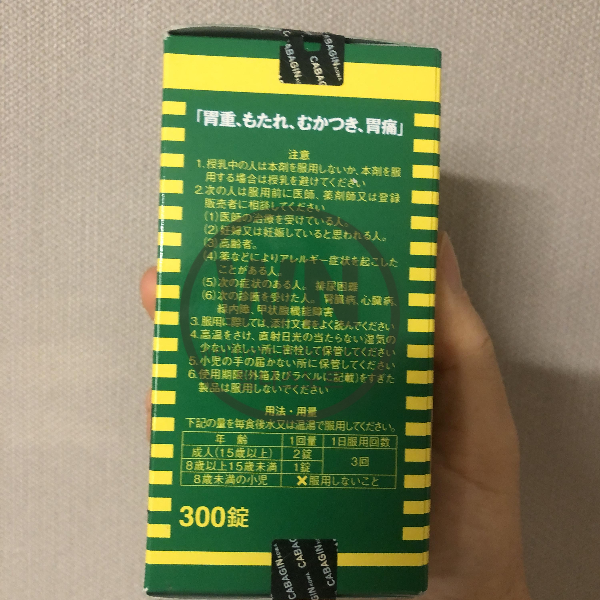 CABAGIN KOWA
CABAGIN KOWA
「胃重、もたれ、むかつき、胃痛」
注意
1.授乳中の人は本剤を服用しないか、本剤を服
用する場合は授乳を避けてください
2.次の人は服用前に医師、薬剤師又は登録
販売者に相談してください
(1)医師の治療を受けている人。
(2)妊婦又は妊娠していると思われる人。
(3)高齢者。
(4)薬などによりアレルギー症状を起こした
ことがある人。
(5)次の症状のある人。 排尿困難
(6)次の診断を受けた人。 腎臓病、心臓病、
緑内障、甲状腺機能障害
3.服用に際しては、添付文書をよく読んでください
4.高温をさけ、直射日光の当たらない湿気の
少ない涼しい所に密栓して保管してください
5.小児の手の届かない所に保管してください
6.使用期限(外箱及びラベルに記載)をすぎた
製品は服用しないでください
用法・用量
下記の量を毎食後水又は温湯で服用してください。
年 齢 1回量 1日服用回数
成人(15歳以上) 2錠 3回
8歳以上15歳未満 1錠
8歳未満の小児 ×服用しないこと
300錠
CABAGIN KOWA
CABAGIN